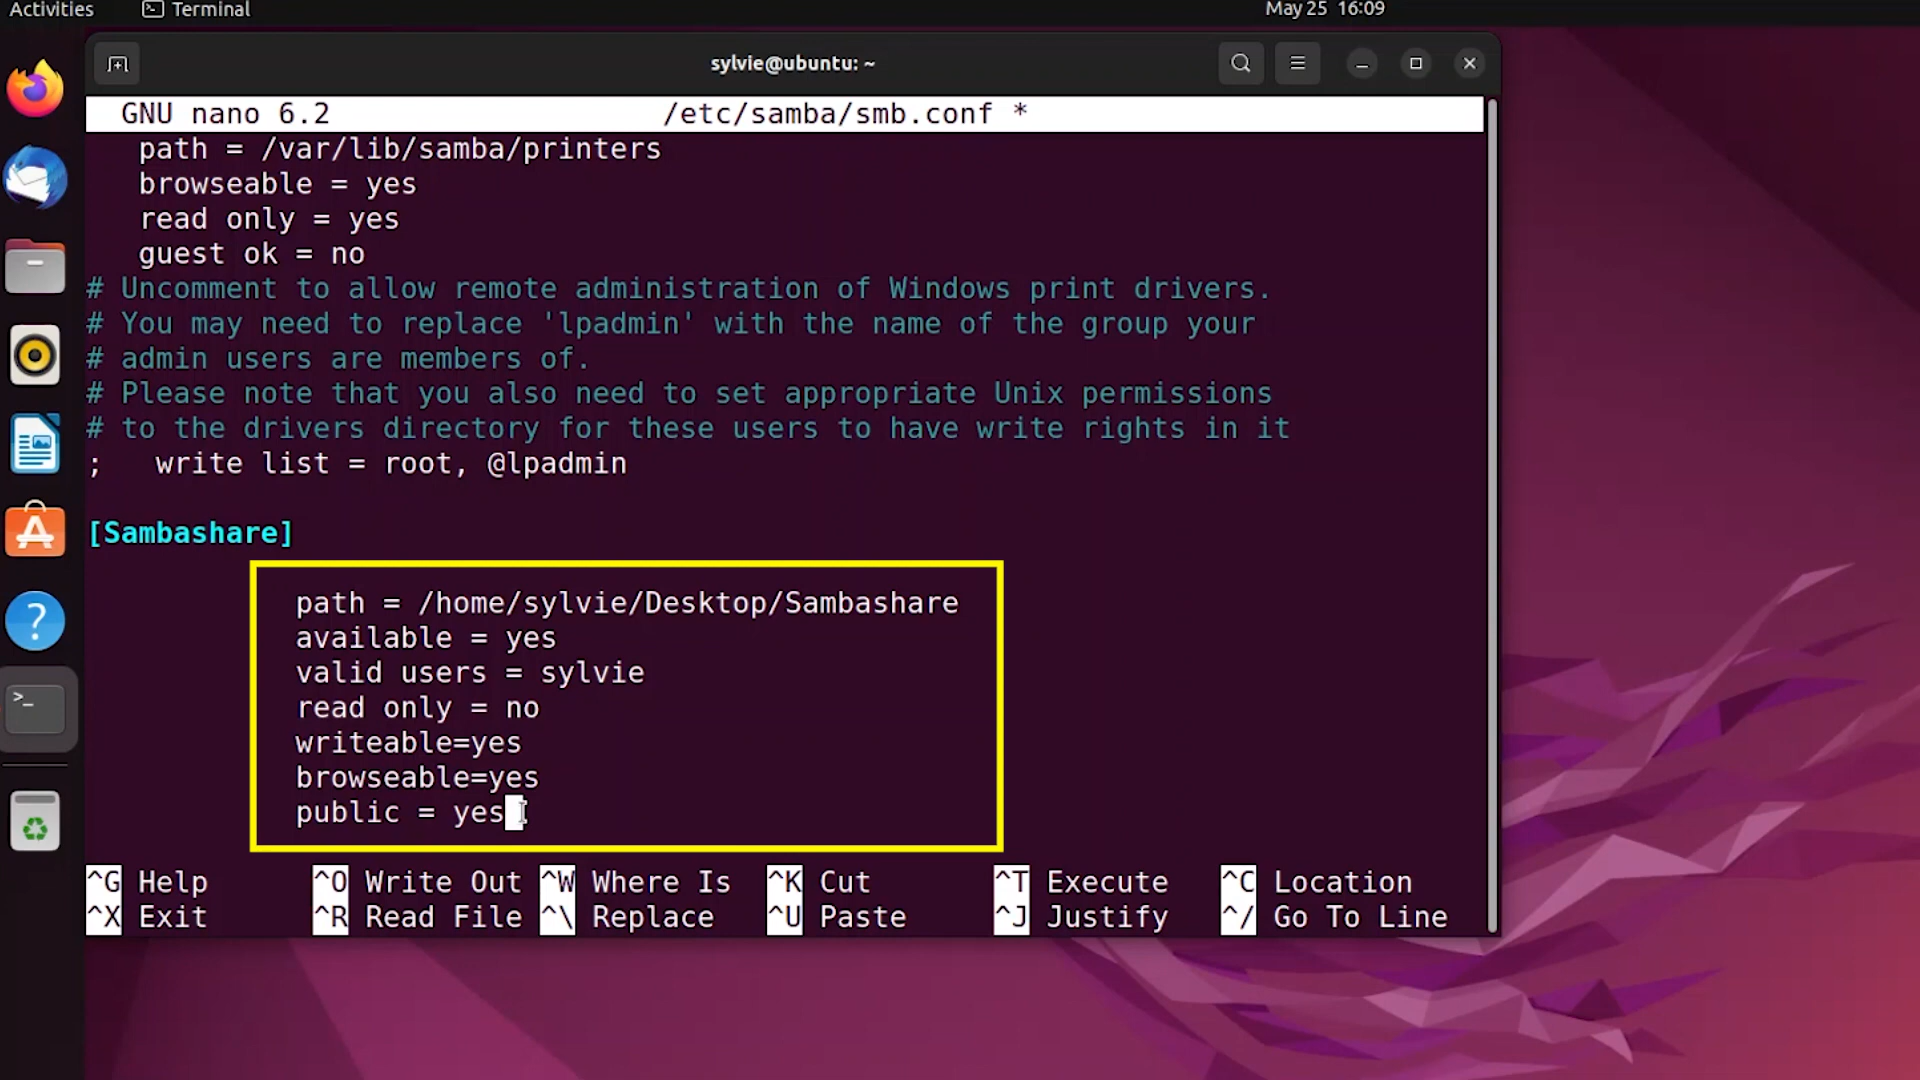 Activities
Terminal
May 25 16:09
sylvie@ubuntu: ~
GNU nano 6.2 /etc/samba/smb.conf *
path = /var/lib/samba/printers
browseable = yes
read only = yes
guest ok = no
# Uncomment to allow remote administration of Windows print drivers.
# You may need to replace 'lpadmin' with the name of the group your
# admin users are members of.
# Please note that you also need to set appropriate Unix permissions
# to the drivers directory for these users to have write rights in it
;   write list = root, @lpadmin
[Sambashare]
path = /home/sylvie/Desktop/Sambashare
available = yes
valid users = sylvie
read only = no
writeable=yes
browseable=yes
public = yes
^G Help ^O Write Out ^W Where Is ^K Cut ^T Execute ^C Location
^X Exit ^R Read File ^\ Replace ^U Paste ^J Justify ^/ Go To Line